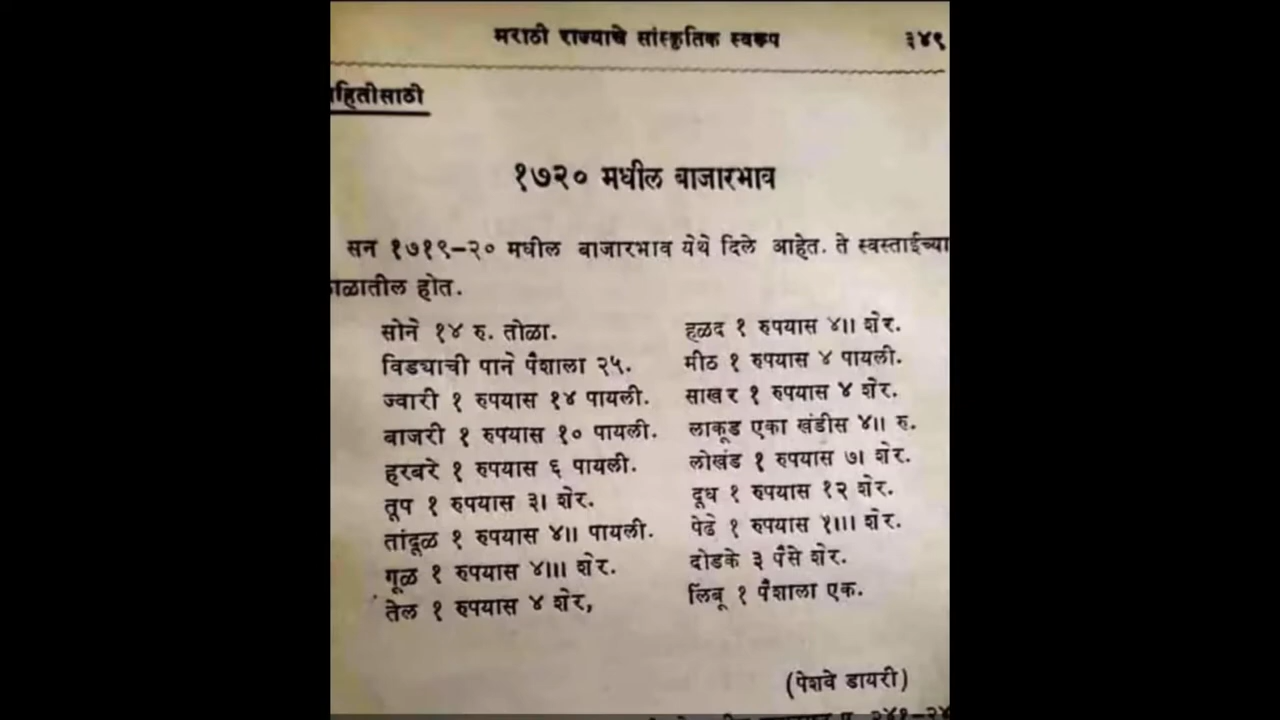 मराठी राज्याचे सांस्कृतिक स्वरूप ३४९
हितीसाठी
१७२० मधील बाजारभाव
सन १७१९-२० मधील बाजारभाव येथे दिले आहेत. ते स्वस्ताईच्या
ाळातील होत.
सोने १४ रु. तोळा.
विड्याची पाने पैशाला २५.
ज्वारी १ रुपयास १४ पायली.
बाजरी १ रुपयास १० पायली.
हरबरे १ रुपयास ६ पायली.
तूप १ रुपयास ३। शेर.
तांदूळ १ रुपयास ४॥ पायली.
गूळ १ रुपयास ४॥। शेर.
तेल १ रुपयास ४ शेर,
हळद १ रुपयास ४॥ शेर.
मीठ १ रुपयास ४ पायली.
साखर १ रुपयास ४ शेर.
लाकूड एका खंडीस ४॥ रु.
लोखंड १ रुपयास ७। शेर.
दूध १ रुपयास १२ शेर.
पेढे १ रुपयास १॥। शेर.
दोडके ३ पैसे शेर.
लिंबू १ पैशाला एक.
(पेशवे डायरी)
२४१-२४